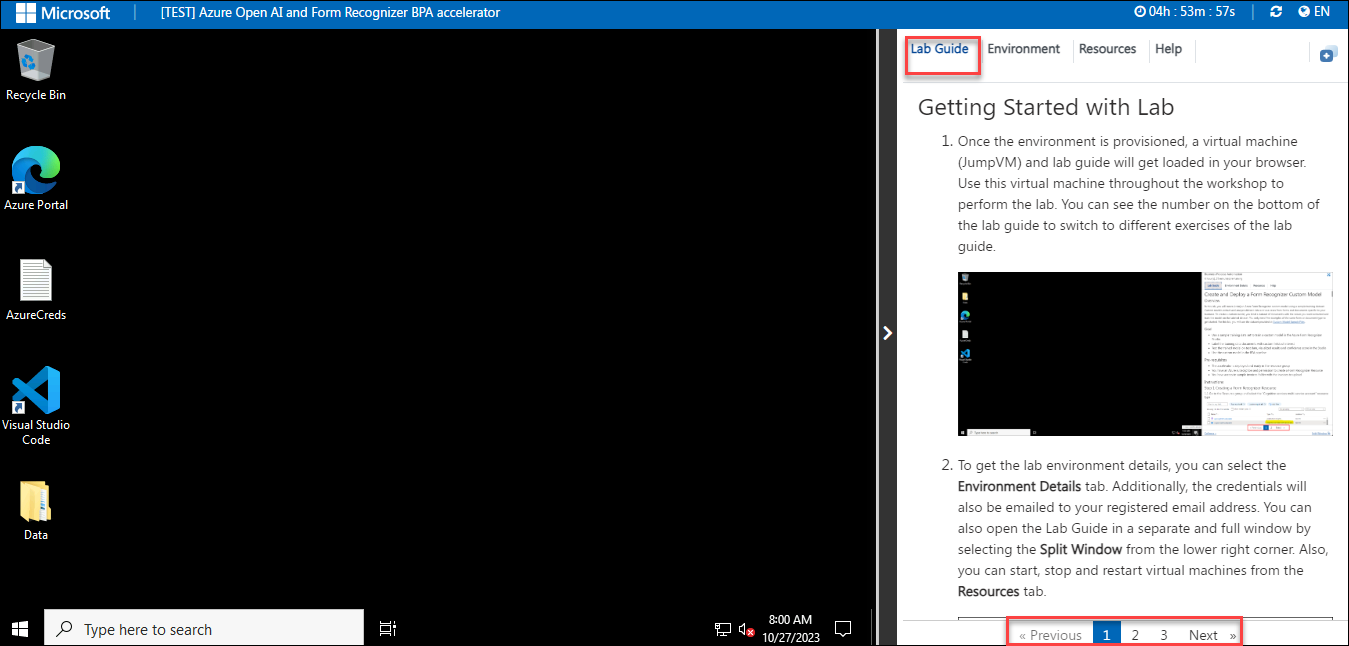 Microsoft
[TEST] Azure Open AI and Form Recognizer BPA accelerator
04h : 53m : 57s
EN
Recycle Bin
Azure Portal
AzureCreds
Visual Studio
Code
Data
Type here to search
8:00 AM
10/27/2023
Lab Guide
Environment
Resources
Help
Getting Started with Lab
1. Once the environment is provisioned, a virtual machine
(JumpVM) and lab guide will get loaded in your browser.
Use this virtual machine throughout the workshop to
perform the lab. You can see the number on the bottom of
the lab guide to switch to different exercises of the lab
guide.
Create and Deploy a Form Recognizer Custom Model
2. To get the lab environment details, you can select the
Environment Details tab. Additionally, the credentials will
also be emailed to your registered email address. You can
also open the Lab Guide in a separate and full window by
selecting the Split Window from the lower right corner. Also,
you can start, stop and restart virtual machines from the
Resources tab.
« Previous 1 2 3 Next »